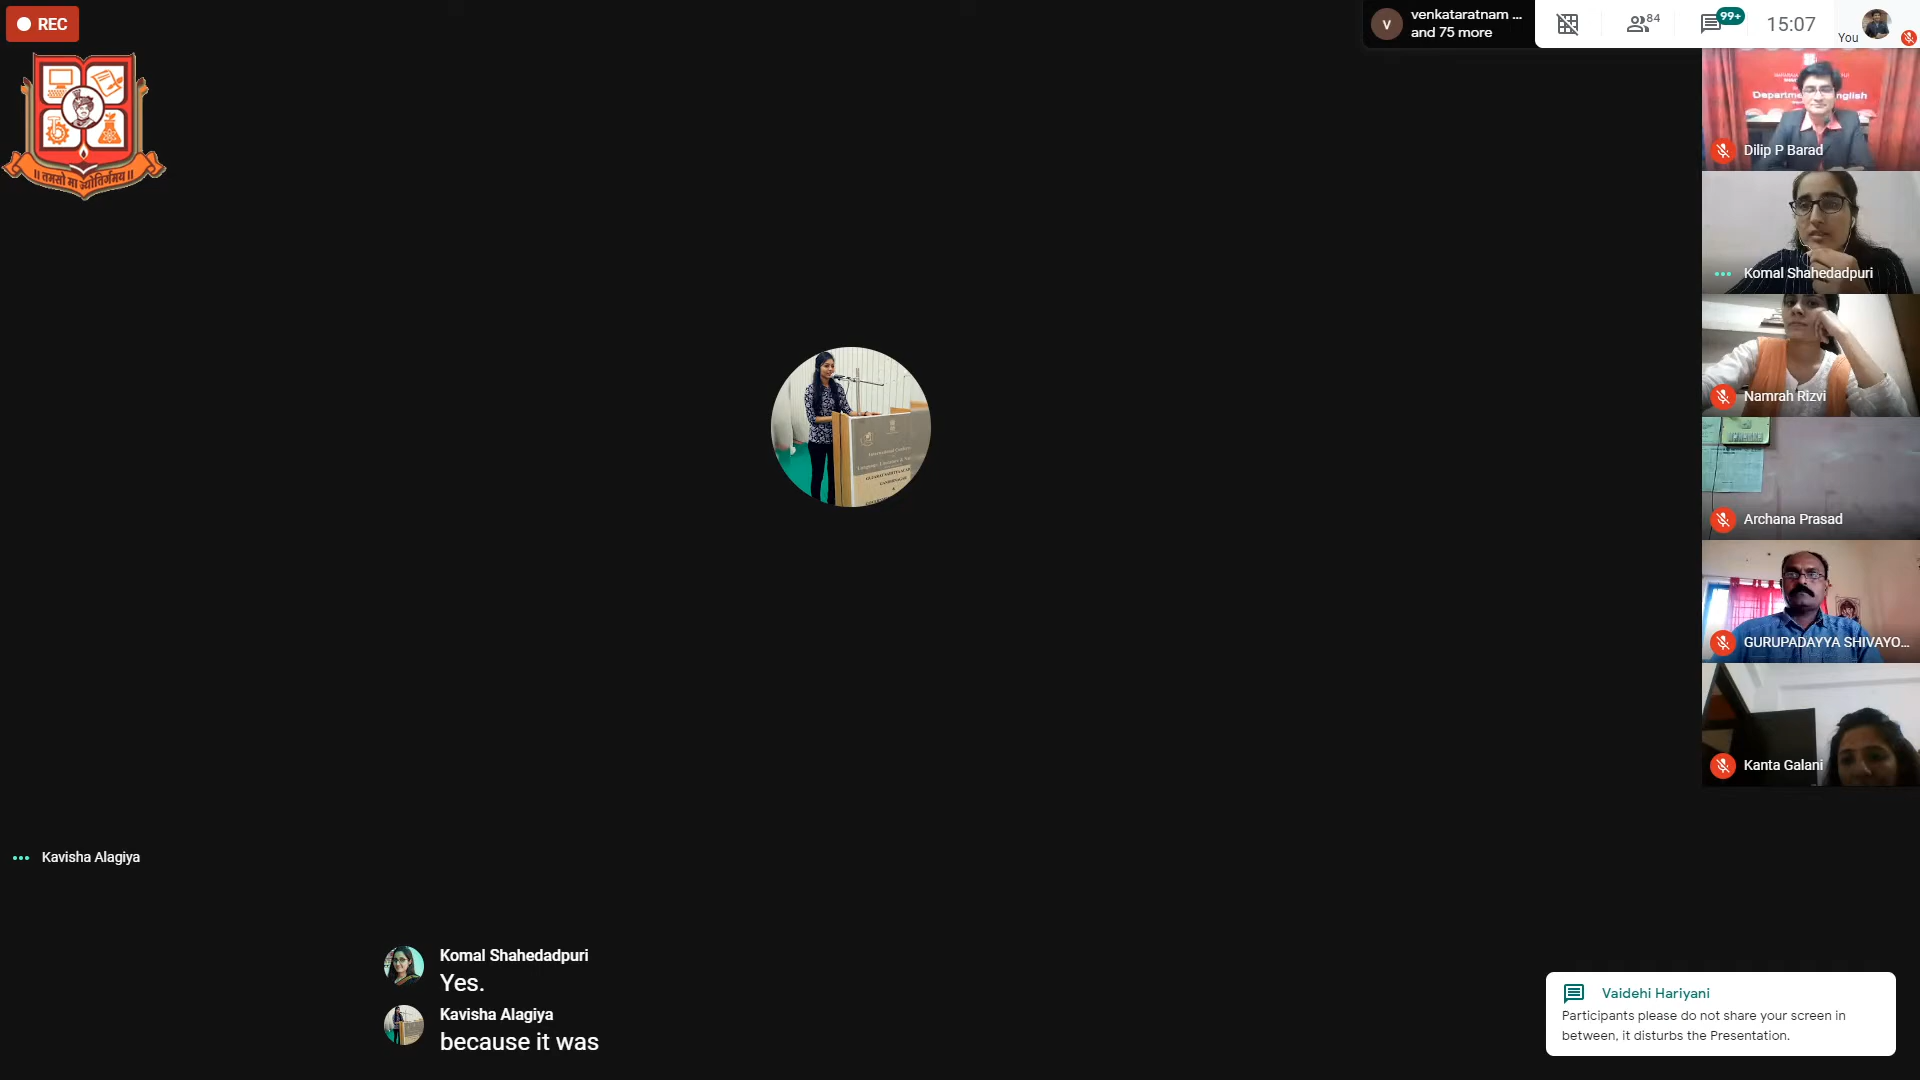 REC
॥ तमसो मा ज्योतिर्गमय ॥
V
venkataratnam ...
and 75 more
84
99+
15:07
You
Dilip P Barad
Komal Shahedadpuri
Namrah Rizvi
Archana Prasad
GURUPADAYYA SHIVAYO...
Kanta Galani
Kavisha Alagiya
Komal Shahedadpuri
Yes.
Kavisha Alagiya
because it was
Vaidehi Hariyani
Participants please do not share your screen in
between, it disturbs the Presentation.